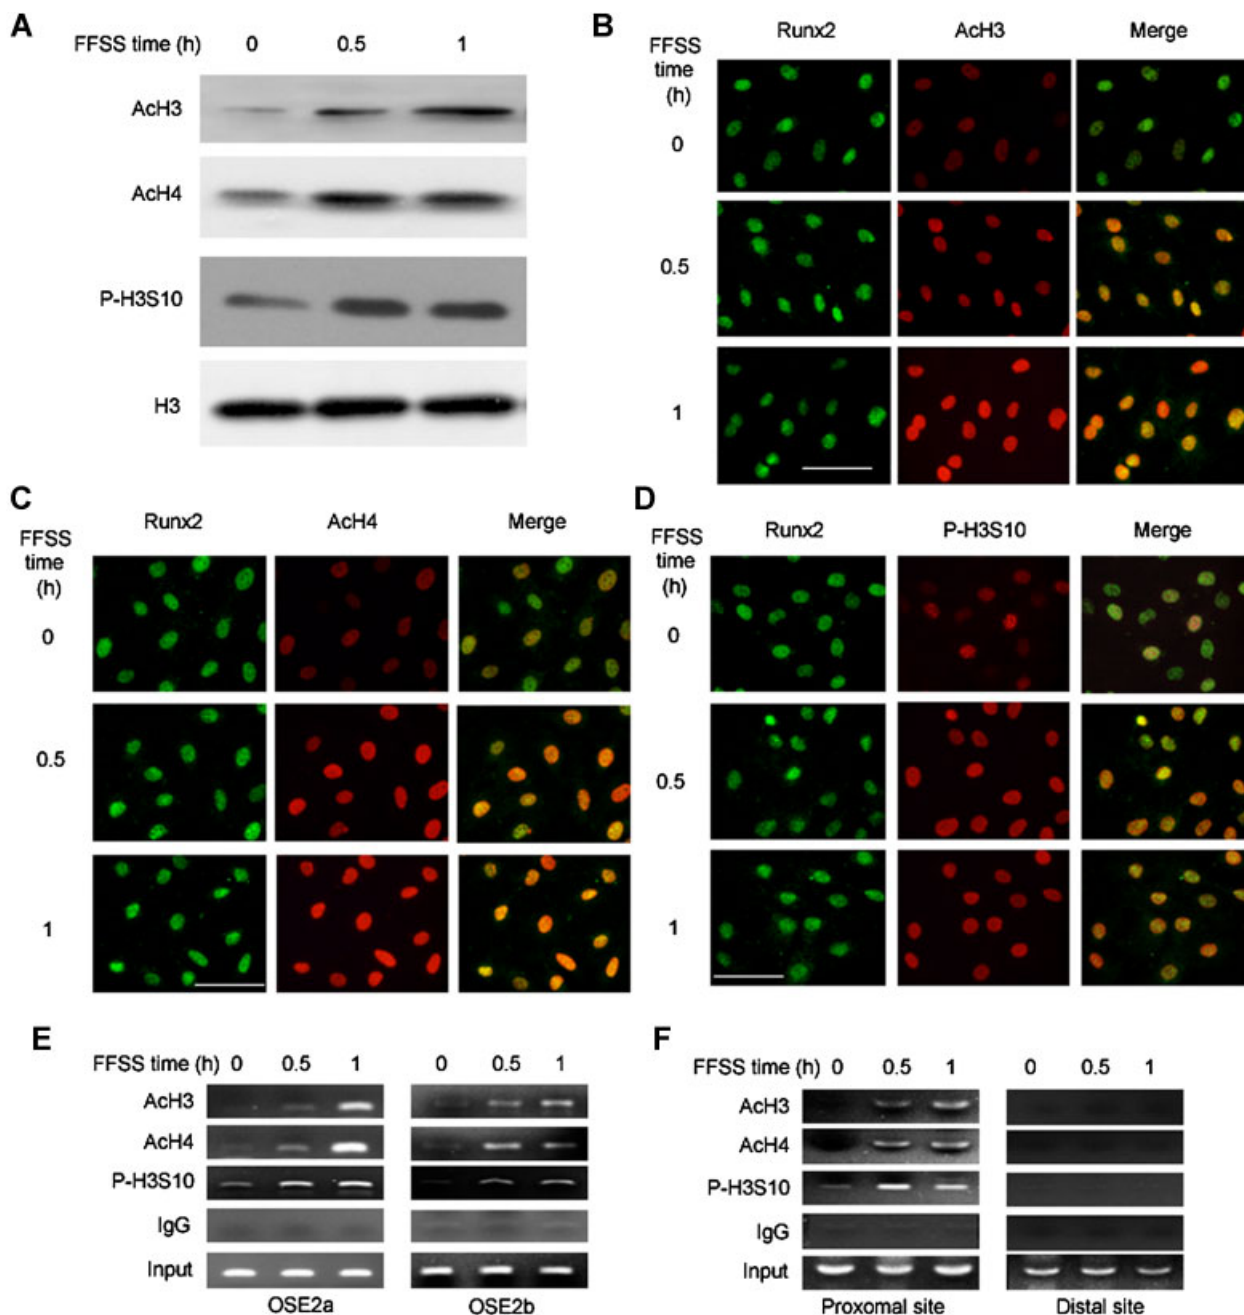 A
FFSS time (h) 0 0.5 1
AcH3
AcH4
P-H3S10
H3
B
FFSS time (h)
Runx2 AcH3 Merge
0
0.5
1
C
FFSS time (h)
Runx2 AcH4 Merge
0
0.5
1
D
FFSS time (h)
Runx2 P-H3S10 Merge
0
0.5
1
E
FFSS time (h) 0 0.5 1 0 0.5 1
AcH3
AcH4
P-H3S10
IgG
Input
OSE2a OSE2b
F
FFSS time (h) 0 0.5 1 0 0.5 1
AcH3
AcH4
P-H3S10
IgG
Input
Proxomal site Distal site